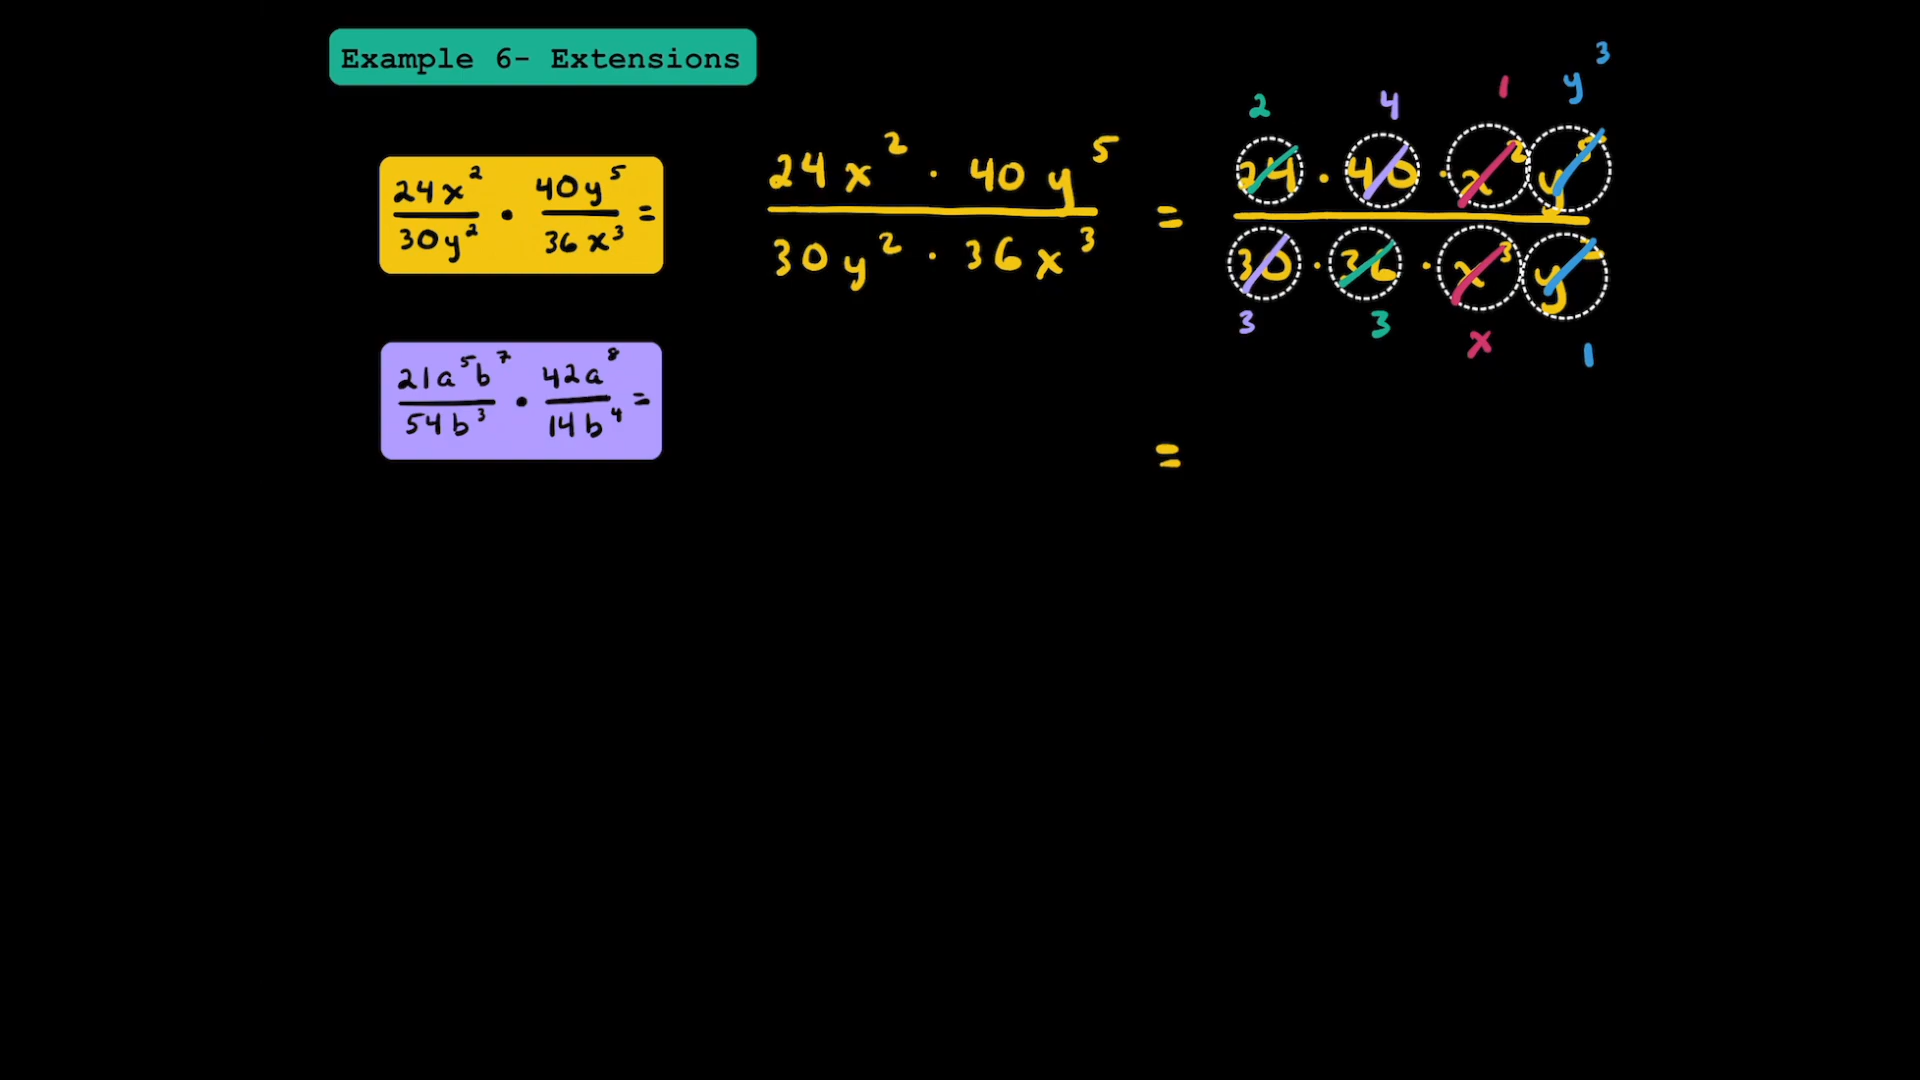 Example 6- Extensions
24x² / 30y² · 40y⁵ / 36x³ =
24x² · 40y⁵ / 30y² · 36x³ =
2 4 1 y³
24 · 40 · x² y⁵
30 · 36 · x³ y²
3 3 x 1
21a⁵b⁷ / 54b³ · 42a⁸ / 14b⁴ =
=